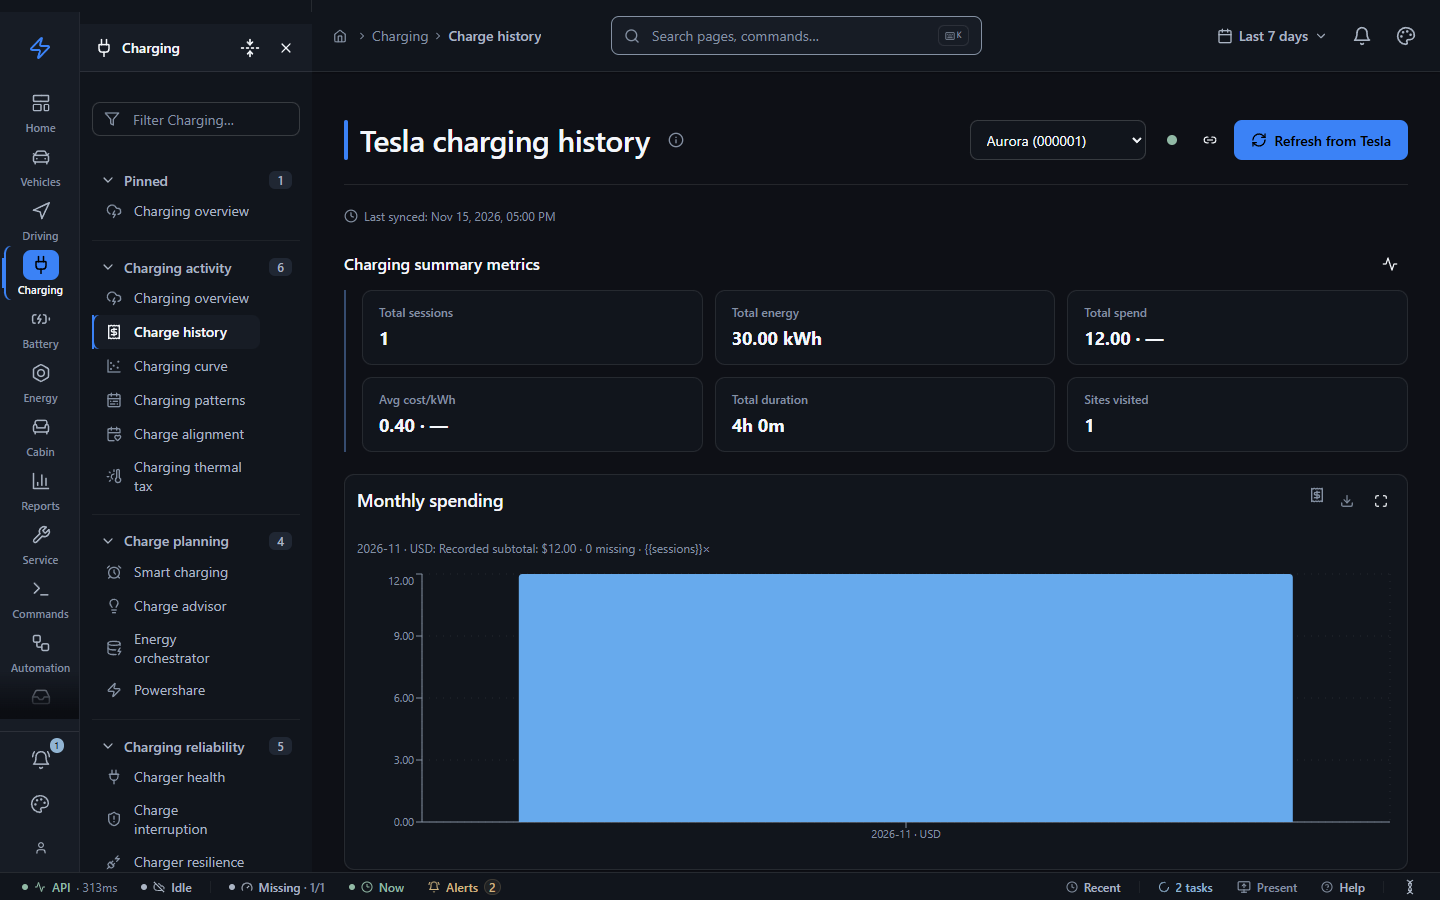 Charging
Charging
Charge history
Search pages, commands...
K
Last 7 days
Home
Vehicles
Driving
Charging
Battery
Energy
Cabin
Reports
Service
Commands
Automation
1
Filter Charging...
Pinned
1
Charging overview
Charging activity
6
Charging overview
Charge history
Charging curve
Charging patterns
Charge alignment
Charging thermal
tax
Charge planning
4
Smart charging
Charge advisor
Energy
orchestrator
Powershare
Charging reliability
5
Charger health
Charge
interruption
Charger resilience
Tesla charging history
Aurora (000001)
Refresh from Tesla
Last synced: Nov 15, 2026, 05:00 PM
Charging summary metrics
Total sessions
1
Total energy
30.00 kWh
Total spend
12.00 · —
Avg cost/kWh
0.40 · —
Total duration
4h 0m
Sites visited
1
Monthly spending
2026-11 · USD: Recorded subtotal: $12.00 · 0 missing · {{sessions}}×
12.00
9.00
6.00
3.00
0.00
2026-11 · USD
API · 313ms
Idle
Missing · 1/1
Now
Alerts 2
Recent
2 tasks
Present
Help